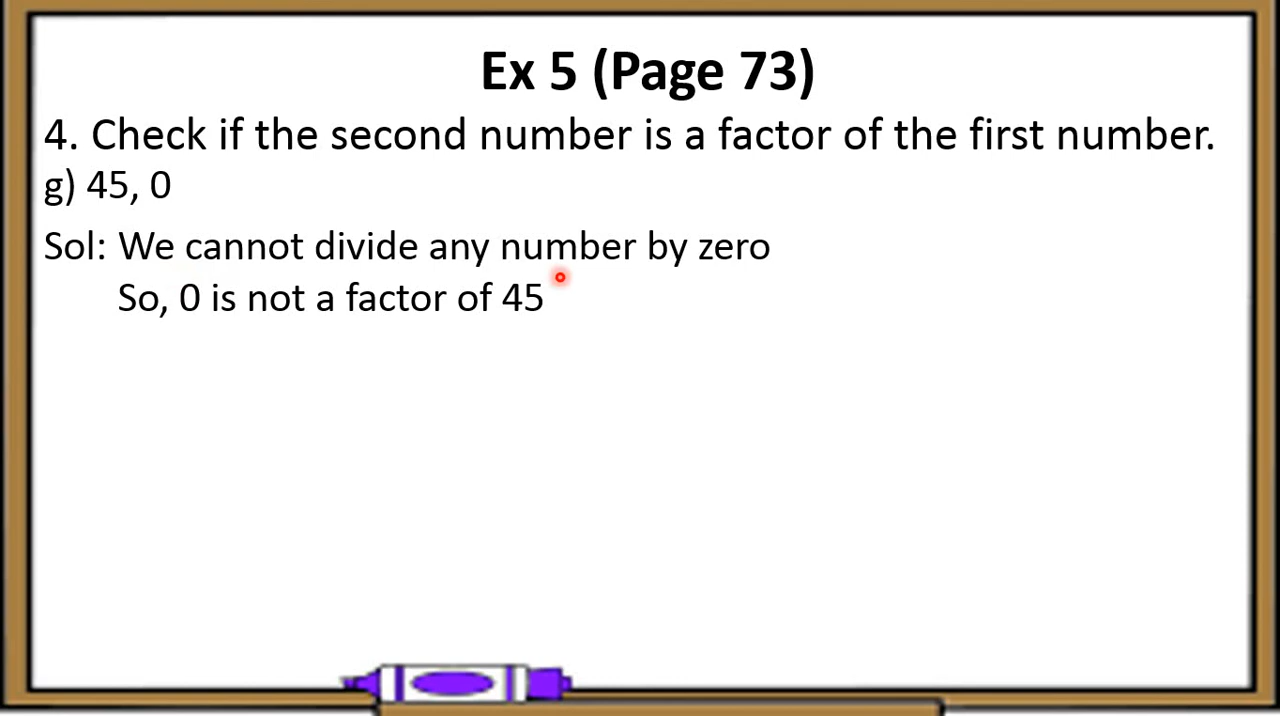 Ex 5 (Page 73)
4. Check if the second number is a factor of the first number.
g) 45, 0
Sol: We cannot divide any number by zero
So, 0 is not a factor of 45